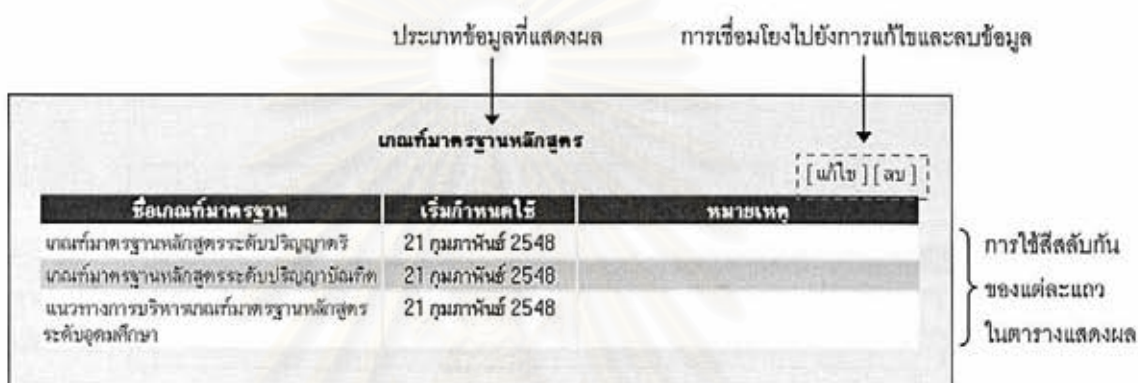 ประเภทข้อมูลที่แสดงผล การเชื่อมโยงไปยังการแก้ไขและลบข้อมูล
เกณฑ์มาตรฐานหลักสูตร
[แก้ไข] [ลบ]
ชื่อเกณฑ์มาตรฐาน เริ่มกำหนดใช้ หมายเหตุ
เกณฑ์มาตรฐานหลักสูตรระดับปริญญาตรี 21 กุมภาพันธ์ 2548
เกณฑ์มาตรฐานหลักสูตรระดับปริญญาบัณฑิต 21 กุมภาพันธ์ 2548
แนวทางการบริหารเกณฑ์มาตรฐานหลักสูตร 21 กุมภาพันธ์ 2548
ระดับอุดมศึกษา
การใช้สีสลับกัน
ของแต่ละแถว
ในตารางแสดงผล